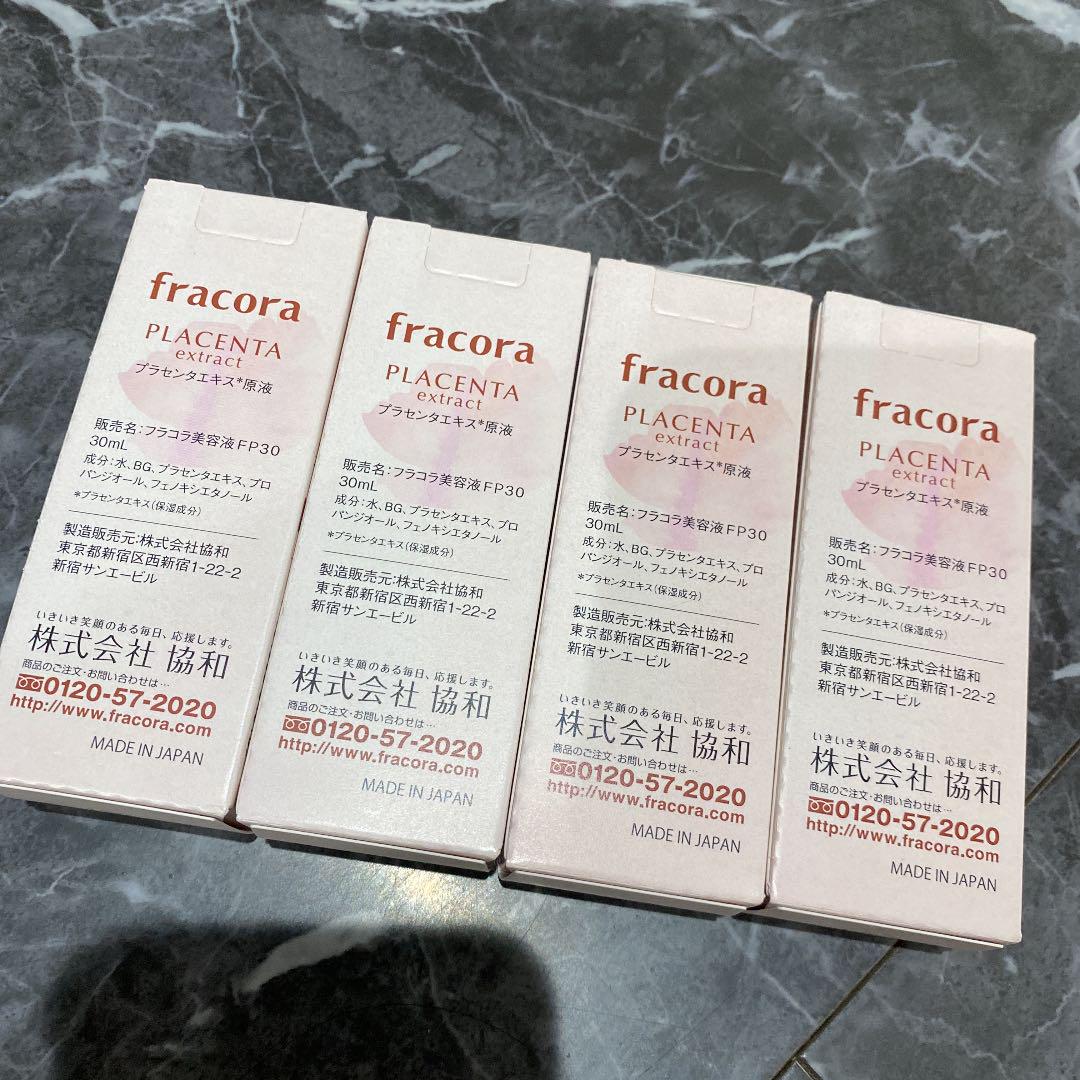 fracora
PLACENTA
extract
プラセンタエキス*原液
販売名:フラコラ美容液FP30
30mL
成分:水、BG、プラセンタエキス、プロ
パンジオール、フェノキシエタノール
*プラセンタエキス(保湿成分)
製造販売元:株式会社協和
東京都新宿区西新宿1-22-2
新宿サンエービル
いきいき笑顔のある毎日、応援します。
株式会社 協和
商品のご注文・お問い合わせは…
0120-57-2020
http://www.fracora.com
MADE IN JAPAN
fracora
PLACENTA
extract
プラセンタエキス*原液
販売名:フラコラ美容液FP30
30mL
成分:水、BG、プラセンタエキス、プロ
パンジオール、フェノキシエタノール
*プラセンタエキス(保湿成分)
製造販売元:株式会社協和
東京都新宿区西新宿1-22-2
新宿サンエービル
いきいき笑顔のある毎日、応援します。
株式会社 協和
商品のご注文・お問い合わせは…
0120-57-2020
http://www.fracora.com
MADE IN JAPAN
fracora
PLACENTA
extract
プラセンタエキス*原液
販売名:フラコラ美容液FP30
30mL
成分:水、BG、プラセンタエキス、プロ
パンジオール、フェノキシエタノール
*プラセンタエキス(保湿成分)
製造販売元:株式会社協和
東京都新宿区西新宿1-22-2
新宿サンエービル
いきいき笑顔のある毎日、応援します。
株式会社 協和
商品のご注文・お問い合わせは…
0120-57-2020
http://www.fracora.com
MADE IN JAPAN
fracora
PLACENTA
extract
プラセンタエキス*原液
販売名:フラコラ美容液FP30
30mL
成分:水、BG、プラセンタエキス、プロ
パンジオール、フェノキシエタノール
*プラセンタエキス(保湿成分)
製造販売元:株式会社協和
東京都新宿区西新宿1-22-2
新宿サンエービル
いきいき笑顔のある毎日、応援します。
株式会社 協和
商品のご注文・お問い合わせは…
0120-57-2020
http://www.fracora.com
MADE IN JAPAN